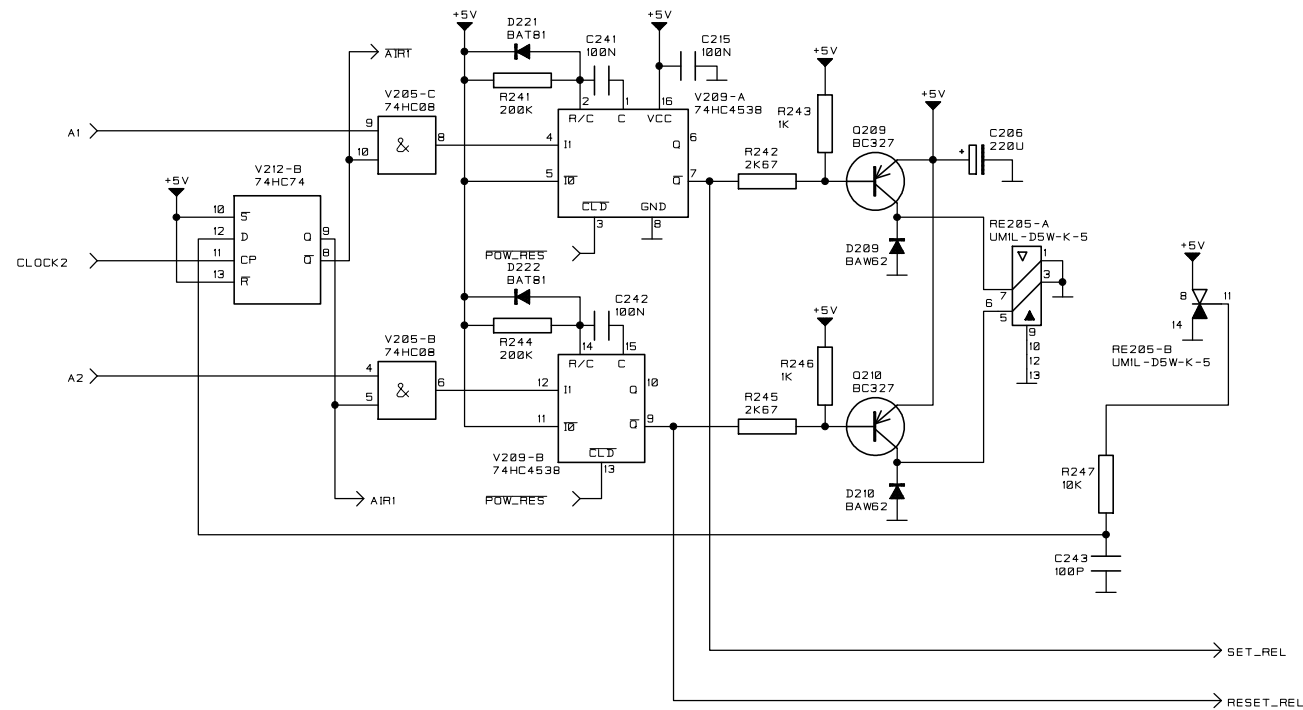 +5V
D221
BAT81
+5V
C241
100N
C215
100N
AIR1
+5V
R241
200K
V209-A
74HC4538
V205-C
74HC08
2
1
16
R243
1K
+5V
R/C
C
VCC
A1
9
8
4
I1
Q
6
Q209
BC327
C206
220U
+
&
10
R242
2K67
V212-B
74HC74
5
I0
Q
7
+5V
CLD
GND
10
S
3
8
RE205-A
UM1L-D5W-K-5
12
D
Q
9
POW_RES
D209
BAW62
+5V
CLOCK2
11
CP
Q
8
D222
BAT81
1
13
R
3
7
8
11
C242
100N
+5V
6
5
14
V205-B
74HC08
R244
200K
14
15
9
RE205-B
UM1L-D5W-K-5
R/C
C
R246
1K
10
12
13
A2
4
6
12
I1
Q
10
Q210
BC327
&
5
R245
2K67
11
I0
Q
9
V209-B
74HC4538
CLD
13
R247
10K
AIR1
POW_RES
D210
BAW62
C243
100P
SET_REL
RESET_REL